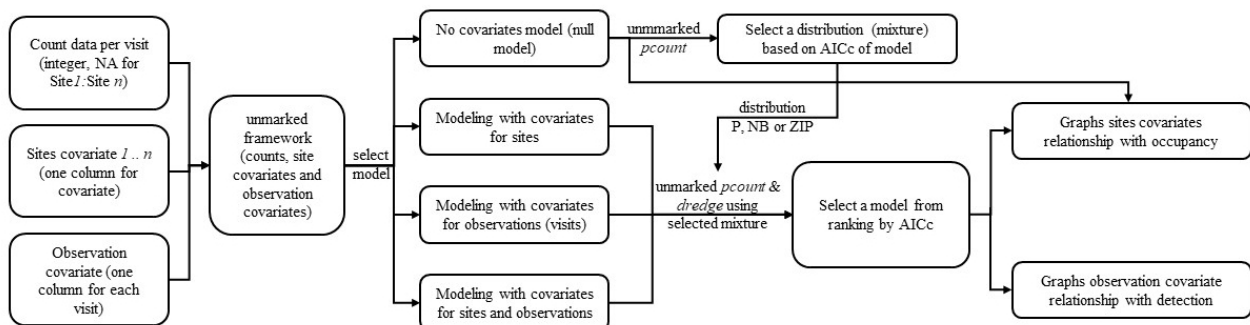 Count data per visit
(integer, NA for
Site1:Site n)
Sites covariate 1 .. n
(one column for
covariate)
Observation
covariate (one
column for each
visit)
unmarked
framework
(counts, site
covariates and
observation
covariates)
select
model
No covariates model (null
model)
Modeling with covariates
for sites
Modeling with covariates
for observations (visits)
Modeling with covariates
for sites and observations
unmmarked
pcount
Select a distribution (mixture)
based on AICc of model
distribution
P, NB or ZIP
unmarked pcount &
dredge using
selected mixture
Select a model from
ranking by AICc
Graphs sites covariates
relationship with occupancy
Graphs observation covariate
relationship with detection